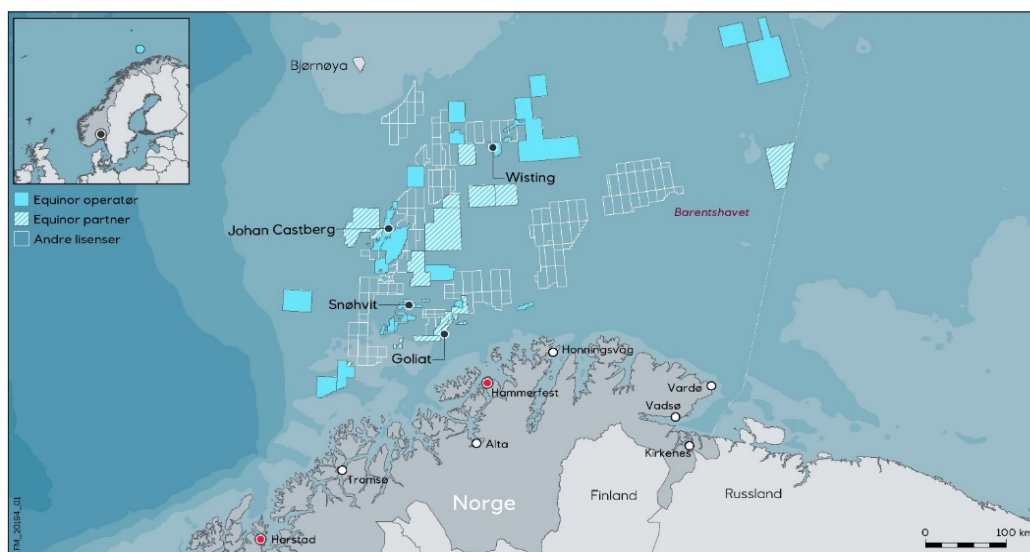 Bjørnøya
Wisting
Equinor operatør
Equinor partner
Andre lisenser
Barentshavet
Johan Castberg
Snøhvit
Goliat
Honningsvåg
Hammerfest
Vardø
Vadsø
Alta
Kirkenes
Tromsø
Norge
Finland
Russland
Harstad
0 100 km
FM_20194_01